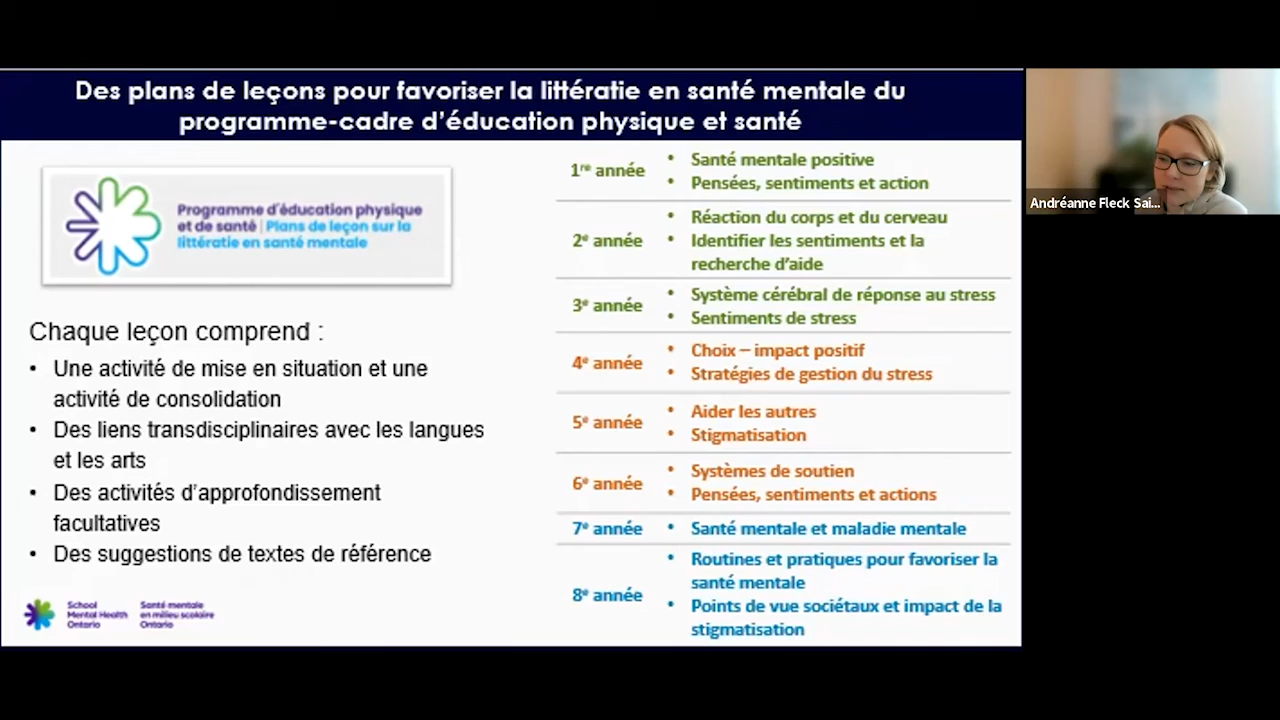 Des plans de leçons pour favoriser la littératie en santé mentale du
programme-cadre d'éducation physique et santé
Programme d'éducation physique
et de santé | Plans de leçon sur la
littératie en santé mentale
Chaque leçon comprend :
• Une activité de mise en situation et une
activité de consolidation
• Des liens transdisciplinaires avec les langues
et les arts
• Des activités d'approfondissement
facultatives
• Des suggestions de textes de référence
School
Mental Health
Ontario
Santé mentale
en milieu scolaire
Ontario
1re année
• Santé mentale positive
• Pensées, sentiments et action
2e année
• Réaction du corps et du cerveau
• Identifier les sentiments et la
recherche d'aide
3e année
• Système cérébral de réponse au stress
• Sentiments de stress
4e année
• Choix – impact positif
• Stratégies de gestion du stress
5e année
• Aider les autres
• Stigmatisation
6e année
• Systèmes de soutien
• Pensées, sentiments et actions
7e année
• Santé mentale et maladie mentale
8e année
• Routines et pratiques pour favoriser la
santé mentale
• Points de vue sociétaux et impact de la
stigmatisation
Andréanne Fleck Sai...